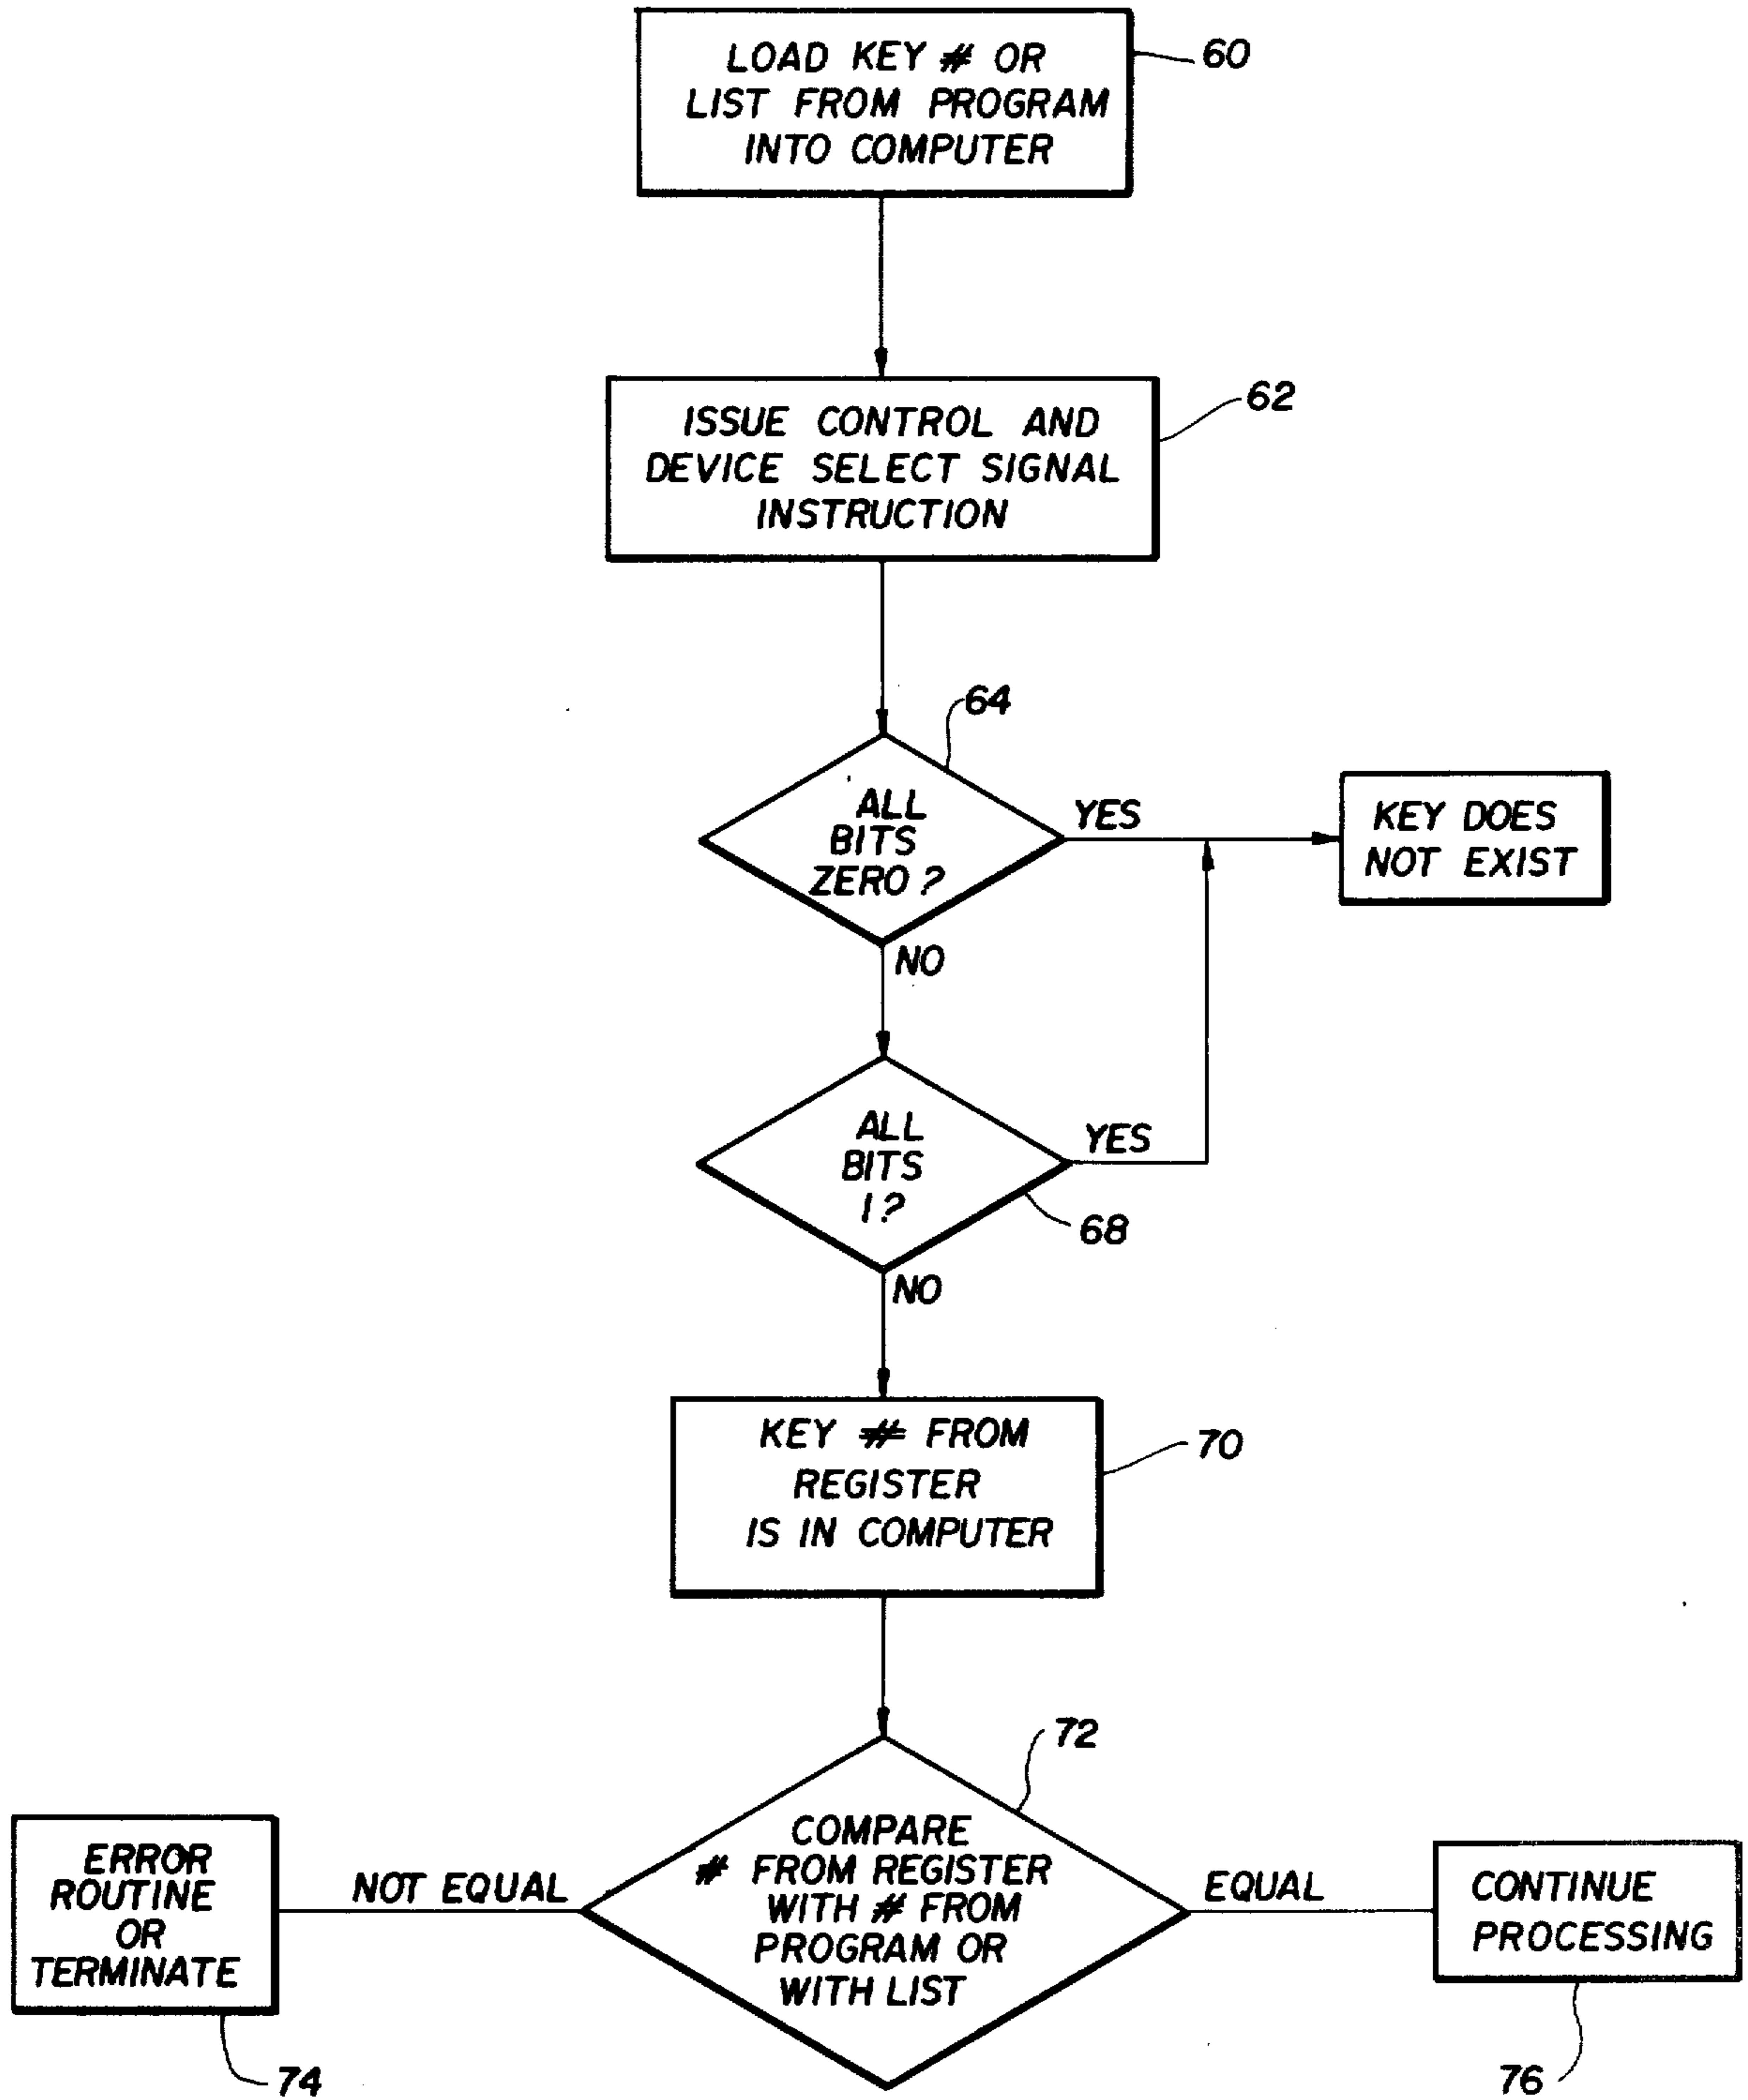 LOAD KEY # OR
LIST FROM PROGRAM
INTO COMPUTER
60
ISSUE CONTROL AND
DEVICE SELECT SIGNAL
INSTRUCTION
62
64
ALL
BITS
ZERO?
YES
KEY DOES
NOT EXIST
NO
ALL
BITS
1?
YES
68
NO
KEY # FROM
REGISTER
IS IN COMPUTER
70
72
COMPARE
# FROM REGISTER
WITH # FROM
PROGRAM OR
WITH LIST
NOT EQUAL
ERROR
ROUTINE
OR
TERMINATE
74
EQUAL
CONTINUE
PROCESSING
76